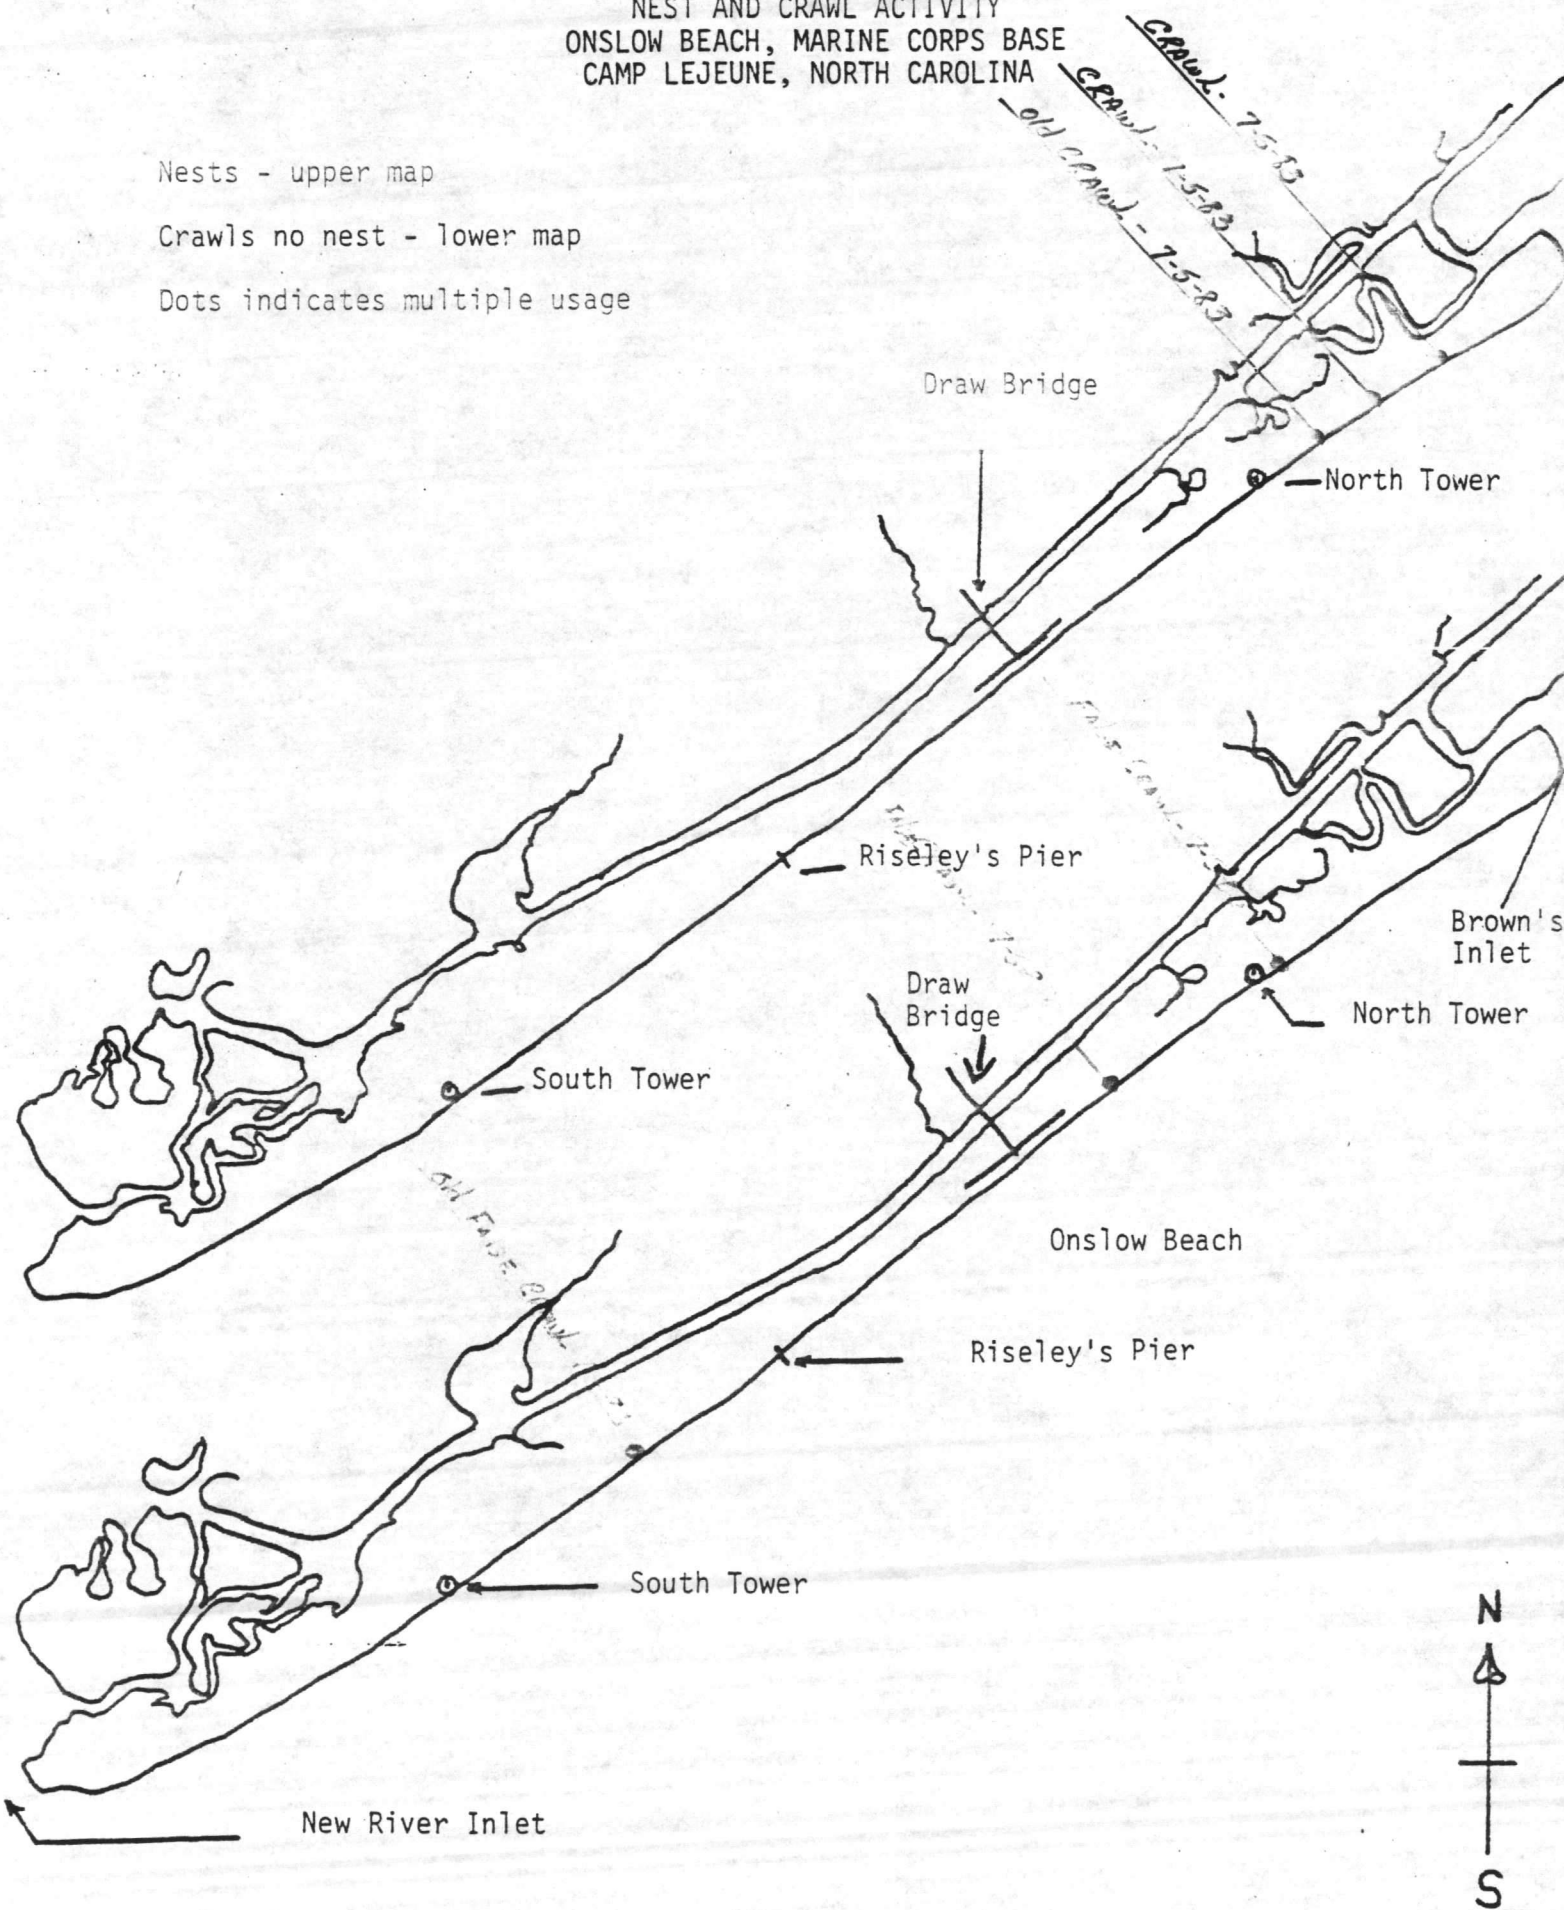 NEST AND CRAWL ACTIVITY
ONSLOW BEACH, MARINE CORPS BASE
CAMP LEJEUNE, NORTH CAROLINA
CRAWL. 7-5-83
CRAWL - 7-5-83
old CRAWL - 7-5-83
Nests - upper map
Crawls no nest - lower map
Dots indicates multiple usage
Draw Bridge
North Tower
Riseley's Pier
South Tower
Brown's
Inlet
Draw
Bridge
North Tower
old FALSE CRAWL
Onslow Beach
Riseley's Pier
South Tower
New River Inlet
N
S